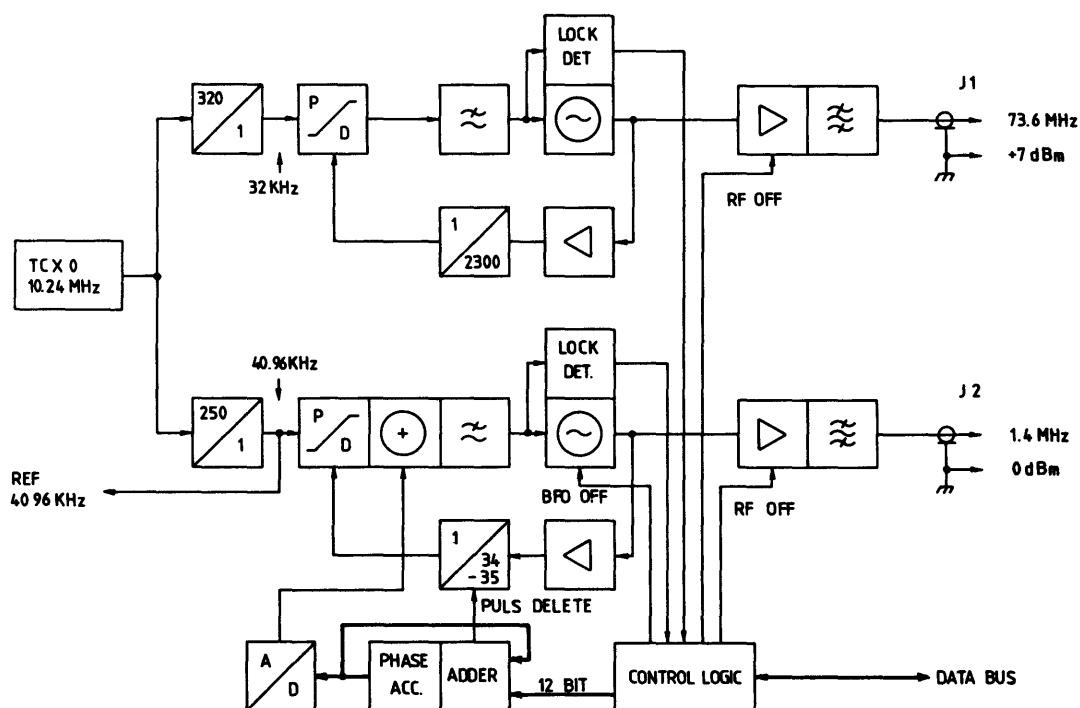 LOCK
DET
J1
320
1
P
D
73.6 MHz
+7 dBm
32 KHz
RF OFF
1
2300
TCX 0
10.24 MHz
LOCK
DET.
40.96 KHz
J 2
250
1
P
D
1.4 MHz
0 dBm
REF
40 96 KHz
BFO OFF
RF OFF
1
34
-35
PULS DELETE
A
D
PHASE
ACC.
ADDER
12 BIT
CONTROL LOGIC
DATA BUS